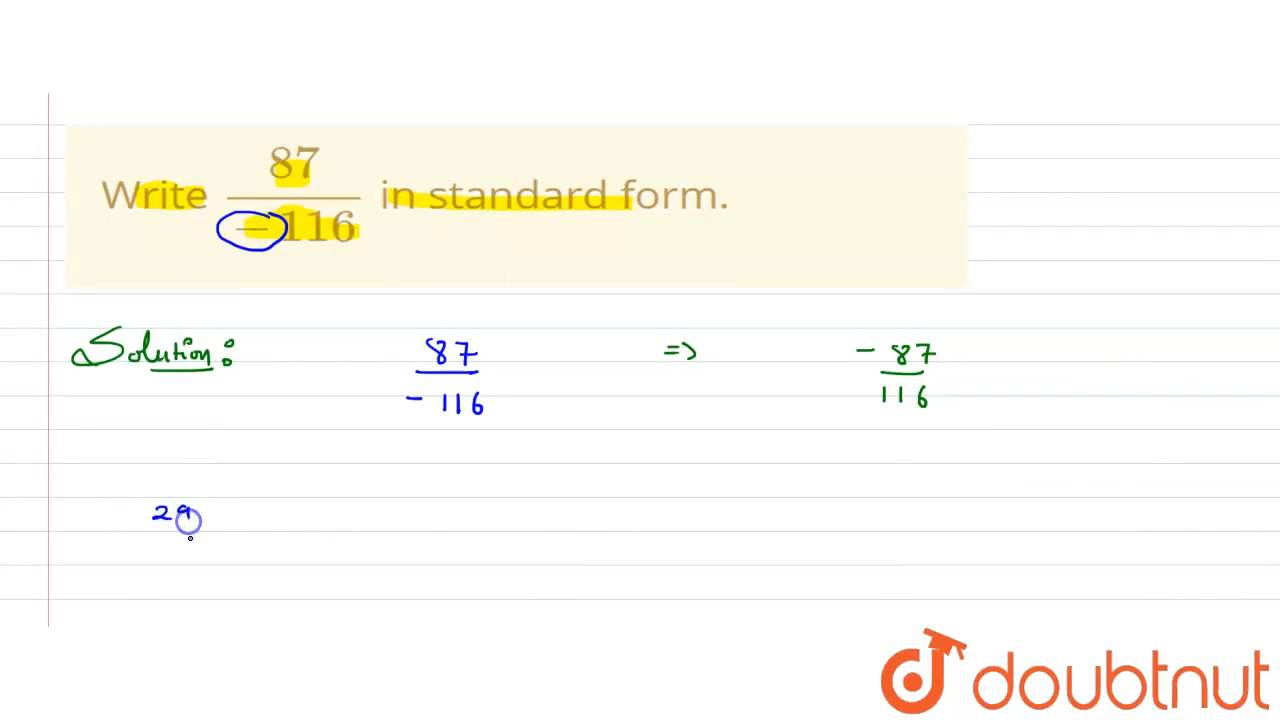 Write 87/-116 in standard form.
Solution: 87/-116 => -87/116
29
doubtnut